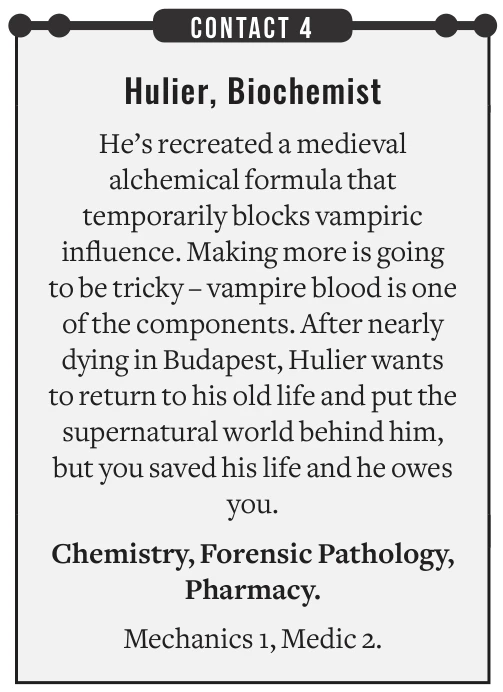 CONTACT 4
Hulier, Biochemist
He’s recreated a medieval
alchemical formula that
temporarily blocks vampiric
influence. Making more is going
to be tricky – vampire blood is one
of the components. After nearly
dying in Budapest, Hulier wants
to return to his old life and put the
supernatural world behind him,
but you saved his life and he owes
you.
Chemistry, Forensic Pathology,
Pharmacy.
Mechanics 1, Medic 2.